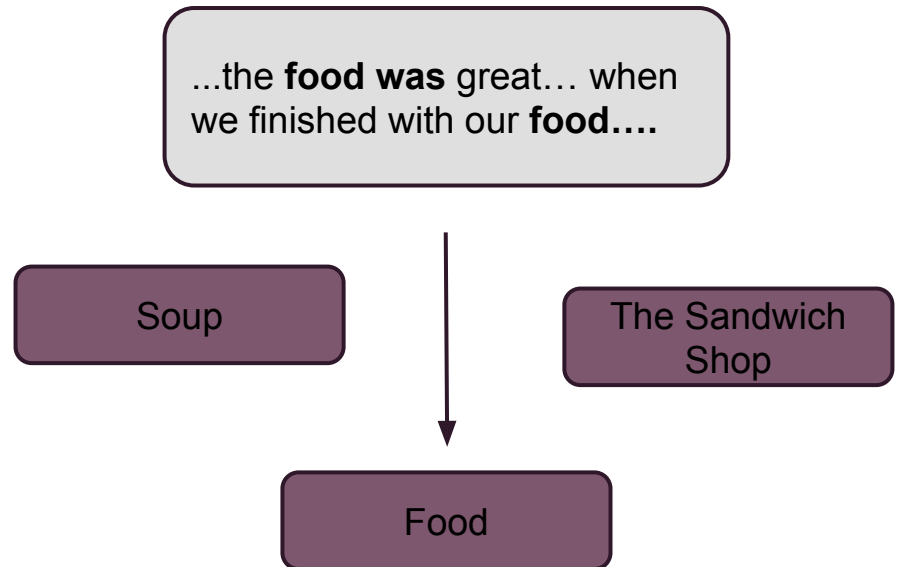 ...the food was great... when
we finished with our food....
Soup
The Sandwich
Shop
Food